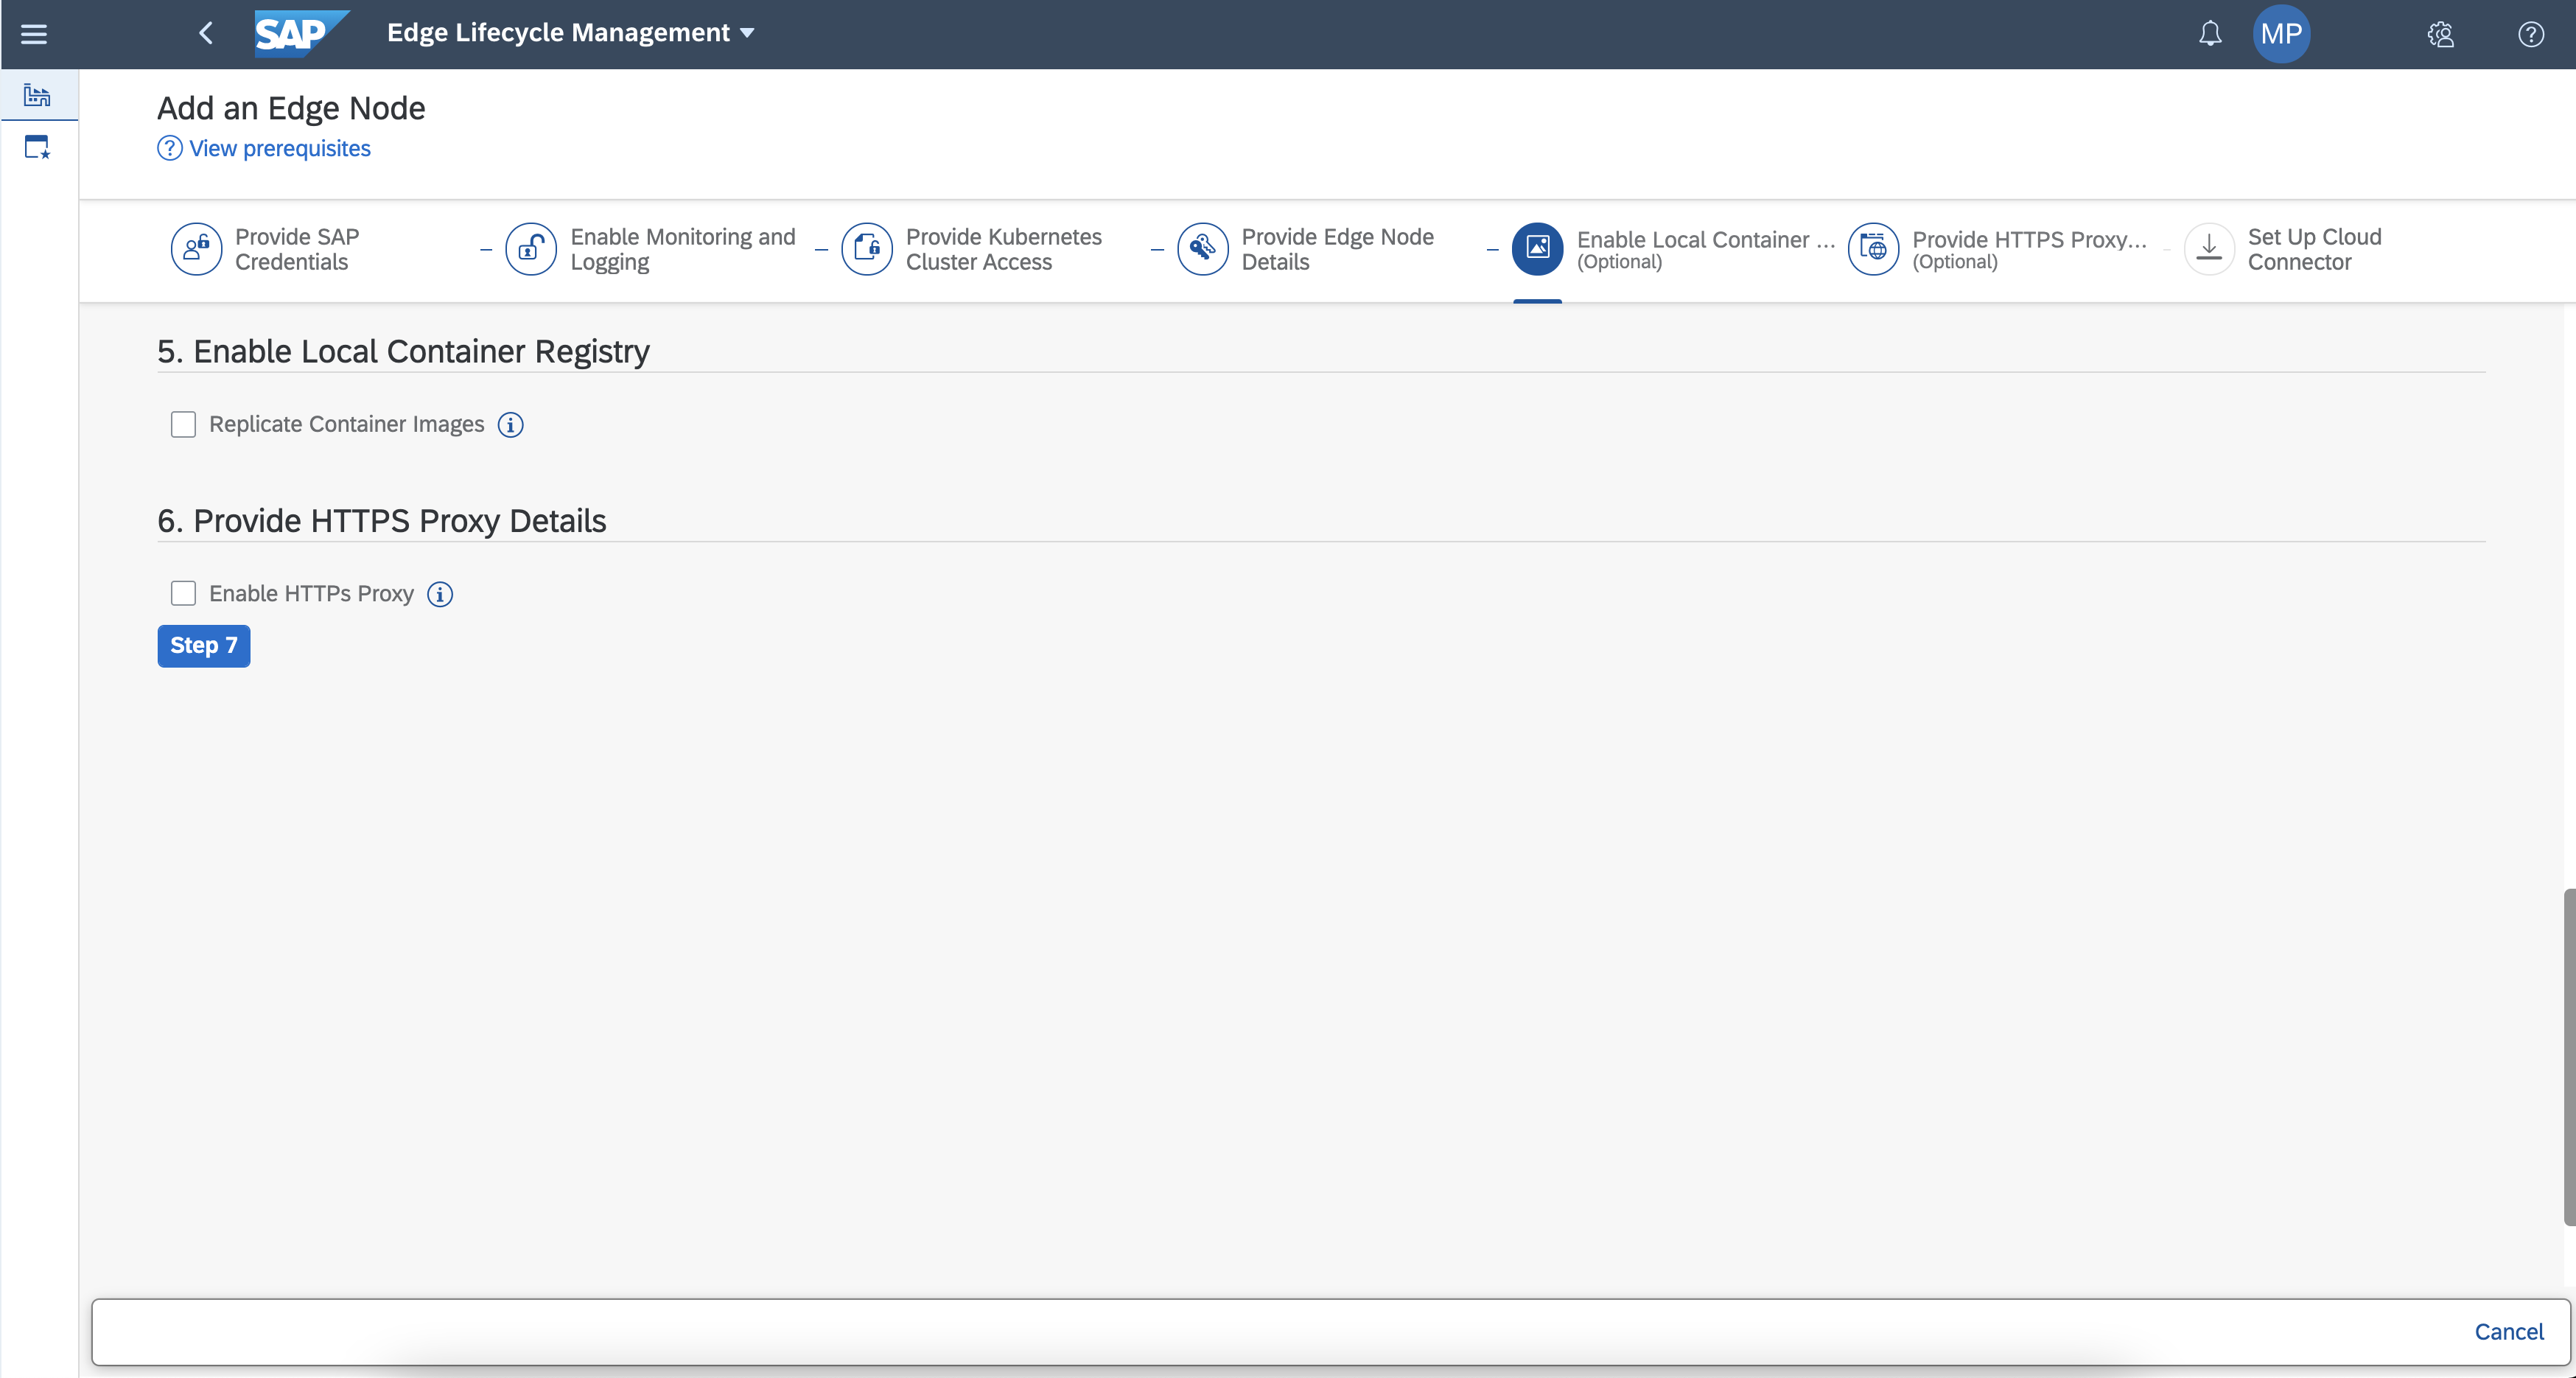 SAP
Edge Lifecycle Management
MP
Add an Edge Node
View prerequisites
Provide SAP
Credentials
Enable Monitoring and
Logging
Provide Kubernetes
Cluster Access
Provide Edge Node
Details
Enable Local Container ...
(Optional)
Provide HTTPS Proxy...
(Optional)
Set Up Cloud
Connector
5. Enable Local Container Registry
Replicate Container Images
6. Provide HTTPS Proxy Details
Enable HTTPs Proxy
Step 7
Cancel